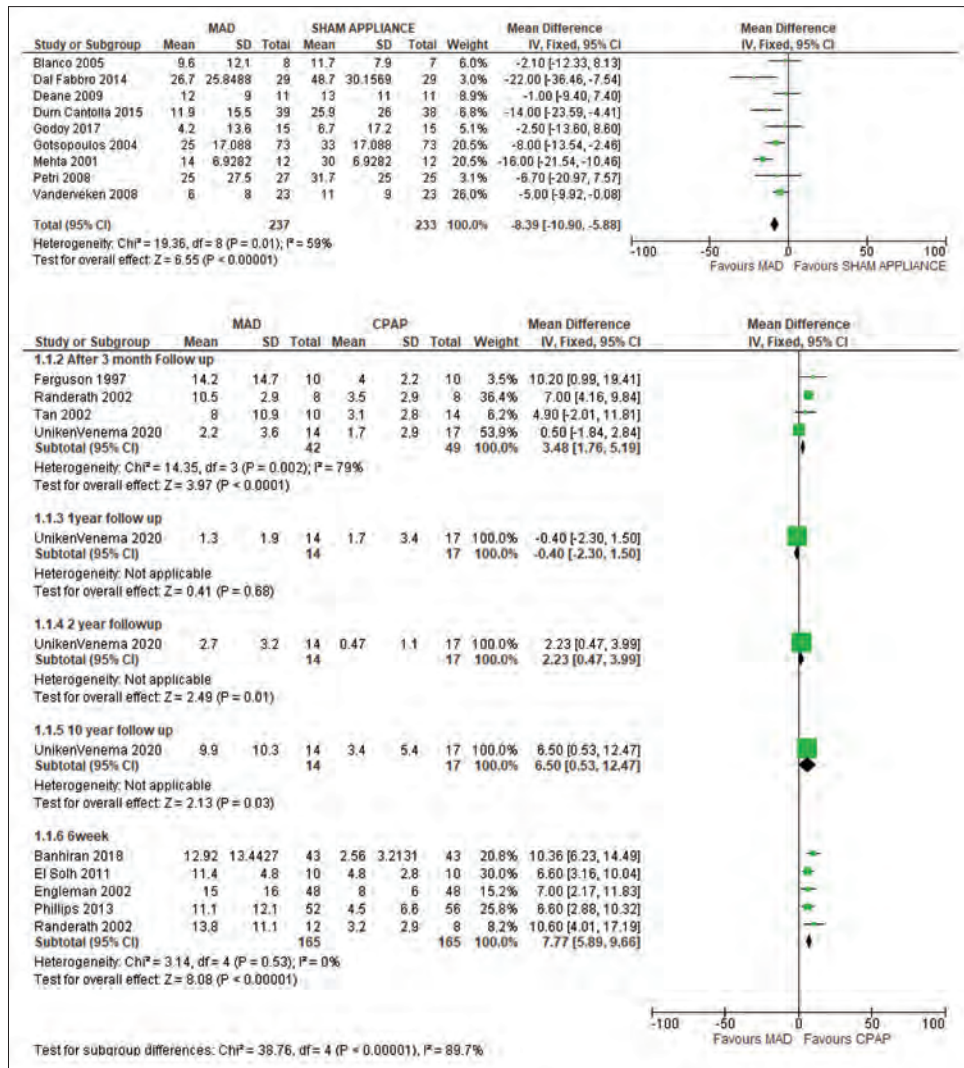 MAD SHAM APPLIANCE Mean Difference Mean Difference
Study or Subgroup Mean SD Total Mean SD Total Weight IV, Fixed, 95% CI IV, Fixed, 95% CI
Blanco 2005 9.6 12.1 8 11.7 7.9 7 6.0% -2.10 [-12.33, 8.13]
Dal Fabbro 2014 26.7 25.8488 29 48.7 30.1569 29 3.0% -22.00 [-36.46, -7.54]
Deane 2009 12 9 11 13 11 11 8.9% -1.00 [-9.40, 7.40]
Durn Cantolla 2015 11.9 15.5 39 25.9 26 38 6.8% -14.00 [-23.59, -4.41]
Godoy 2017 4.2 13.6 15 6.7 17.2 15 5.1% -2.50 [-13.60, 8.60]
Gotsopoulos 2004 25 17.088 73 33 17.088 73 20.5% -8.00 [-13.54, -2.46]
Mehta 2001 14 6.9282 12 30 6.9282 12 20.5% -16.00 [-21.54, -10.46]
Petri 2008 25 27.5 27 31.7 25 25 3.1% -6.70 [-20.97, 7.57]
Vanderveken 2008 6 8 23 11 9 23 26.0% -5.00 [-9.92, -0.08]
Total (95% CI) 237 233 100.0% -8.39 [-10.90, -5.88]
Heterogeneity: Chi² = 19.36, df = 8 (P = 0.01); I² = 59%
Test for overall effect: Z = 6.55 (P < 0.00001)
-100 -50 0 50 100
Favours MAD Favours SHAM APPLIANCE
MAD CPAP Mean Difference Mean Difference
Study or Subgroup Mean SD Total Mean SD Total Weight IV, Fixed, 95% CI IV, Fixed, 95% CI
1.1.2 After 3 month Follow up
Ferguson 1997 14.2 14.7 10 4 2.2 10 3.5% 10.20 [0.99, 19.41]
Randerath 2002 10.5 2.9 8 3.5 2.9 8 36.4% 7.00 [4.16, 9.84]
Tan 2002 8 10.9 10 3.1 2.8 14 6.2% 4.90 [-2.01, 11.81]
UnikenVenema 2020 2.2 3.6 14 1.7 2.9 17 53.9% 0.50 [-1.84, 2.84]
Subtotal (95% CI) 42 49 100.0% 3.48 [1.76, 5.19]
Heterogeneity: Chi² = 14.35, df = 3 (P = 0.002); I² = 79%
Test for overall effect: Z = 3.97 (P < 0.0001)
1.1.3 1year follow up
UnikenVenema 2020 1.3 1.9 14 1.7 3.4 17 100.0% -0.40 [-2.30, 1.50]
Subtotal (95% CI) 14 17 100.0% -0.40 [-2.30, 1.50]
Heterogeneity: Not applicable
Test for overall effect: Z = 0.41 (P = 0.68)
1.1.4 2 year followup
UnikenVenema 2020 2.7 3.2 14 0.47 1.1 17 100.0% 2.23 [0.47, 3.99]
Subtotal (95% CI) 14 17 100.0% 2.23 [0.47, 3.99]
Heterogeneity: Not applicable
Test for overall effect: Z = 2.49 (P = 0.01)
1.1.5 10 year follow up
UnikenVenema 2020 9.9 10.3 14 3.4 5.4 17 100.0% 6.50 [0.53, 12.47]
Subtotal (95% CI) 14 17 100.0% 6.50 [0.53, 12.47]
Heterogeneity: Not applicable
Test for overall effect: Z = 2.13 (P = 0.03)
1.1.6 6week
Banhiran 2018 12.92 13.4427 43 2.56 3.2131 43 20.8% 10.36 [6.23, 14.49]
El Solh 2011 11.4 4.8 10 4.8 2.8 10 30.0% 6.60 [3.16, 10.04]
Engleman 2002 15 16 48 8 6 48 15.2% 7.00 [2.17, 11.83]
Phillips 2013 11.1 12.1 52 4.5 6.6 56 25.8% 6.60 [2.88, 10.32]
Randerath 2002 13.8 11.1 12 3.2 2.9 8 8.2% 10.60 [4.01, 17.19]
Subtotal (95% CI) 165 165 100.0% 7.77 [5.89, 9.66]
Heterogeneity: Chi² = 3.14, df = 4 (P = 0.53); I² = 0%
Test for overall effect: Z = 8.08 (P < 0.00001)
-100 -50 0 50 100
Favours MAD Favours CPAP
Test for subgroup differences: Chi² = 38.76, df = 4 (P < 0.00001), I² = 89.7%